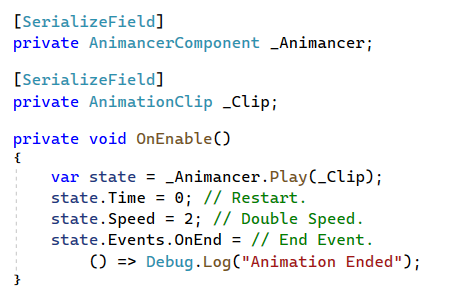 [SerializeField]
private AnimancerComponent _Animancer;
[SerializeField]
private AnimationClip _Clip;
private void OnEnable()
{
    var state = _Animancer.Play(_Clip);
    state.Time = 0; // Restart.
    state.Speed = 2; // Double Speed.
    state.Events.OnEnd = // End Event.
        () => Debug.Log("Animation Ended");
}